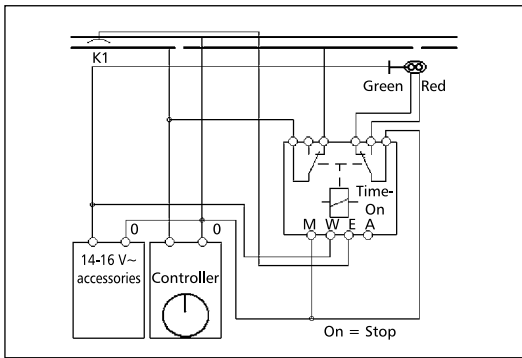 K1
Green Red
Time-
On
M W E A
0 0
14-16 V~
accessories
Controller
On = Stop